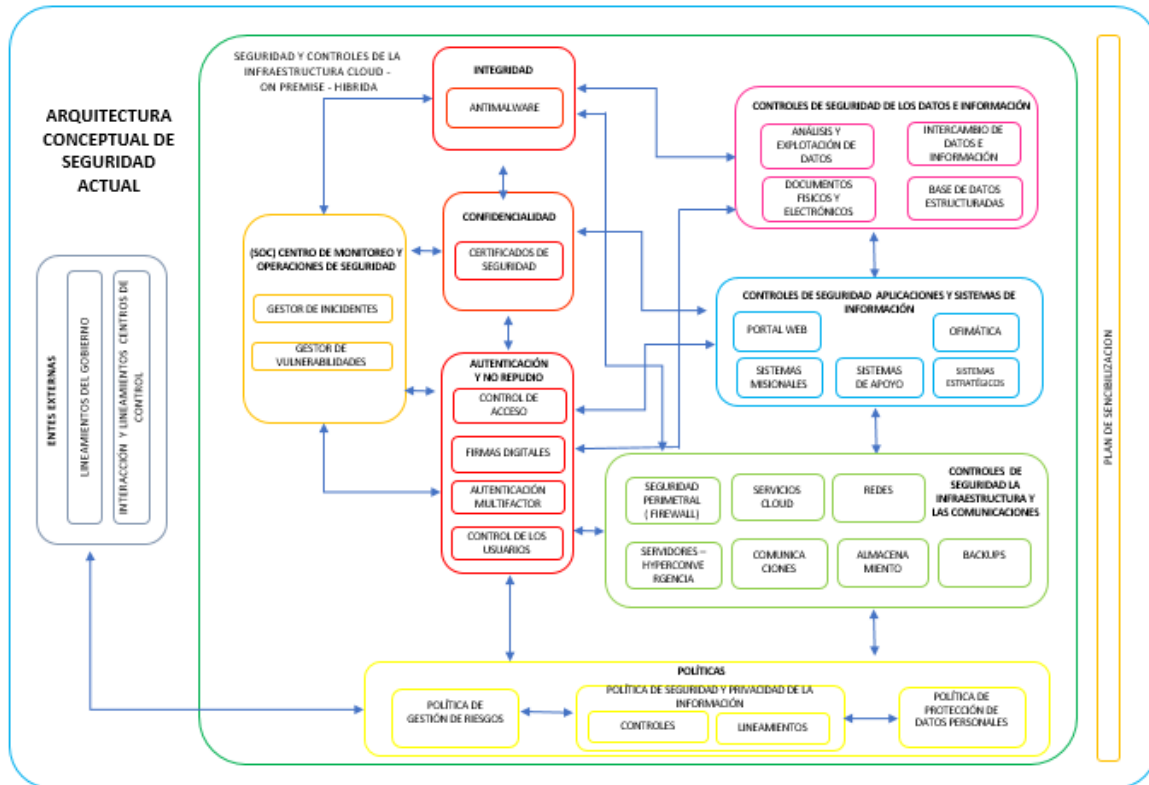 ARQUITECTURA
CONCEPTUAL DE
SEGURIDAD
ACTUAL
SEGURIDAD Y CONTROLES DE LA
INFRAESTRUCTURA CLOUD -
ON PREMISE - HIBRIDA
INTEGRIDAD
ANTIMALWARE
CONFIDENCIALIDAD
CERTIFICADOS DE
SEGURIDAD
(SOC) CENTRO DE MONITOREO Y
OPERACIONES DE SEGURIDAD
GESTOR DE INICIDENTES
GESTOR DE
VULNERABILIDADES
AUTENTICACIÓN
Y NO REPUDIO
CONTROL DE
ACCESO
FIRMAS DIGITALES
AUTENTICACIÓN
MULTIFACTOR
CONTROL DE LOS
USUARIOS
CONTROLES DE SEGURIDAD DE LOS DATOS E INFORMACIÓN
ANÁLISIS Y
EXPLOTACIÓN DE
DATOS
INTERCAMBIO DE
DATOS E
INFORMACIÓN
DOCUMENTOS
FISICOS Y
ELECTRÓNICOS
BASE DE DATOS
ESTRUCTURADAS
CONTROLES DE SEGURIDAD APLICACIONES Y SISTEMAS DE
INFORMACIÓN
PORTAL WEB
OFIMÁTICA
SISTEMAS
MISIONALES
SISTEMAS
DE APOYO
SISTEMAS
ESTRATÉGICOS
CONTROLES DE
SEGURIDAD LA
INFRAESTRUCTURA Y
LAS COMUNICACIONES
SEGURIDAD
PERIMETRAL
( FIREWALL)
SERVICIOS
CLOUD
REDES
SERVIDORES –
HYPERCONVE
RGENCIA
COMUNICA
CIONES
ALMACENA
MIENTO
BACKUPS
ENTES EXTERNAS
LINEAMIENTOS DEL GOBIERNO
INTERACCIÓN Y LINEAMIENTOS CENTROS DE
CONTROL
POLÍTICAS
POLÍTICA DE
GESTIÓN DE RIESGOS
POLÍTICA DE SEGURIDAD Y PRIVACIDAD DE LA
INFORMACIÓN
CONTROLES
LINEAMIENTOS
POLÍTICA DE
PROTECCIÓN DE
DATOS PERSONALES
PLAN DE SENCIBILIZACION